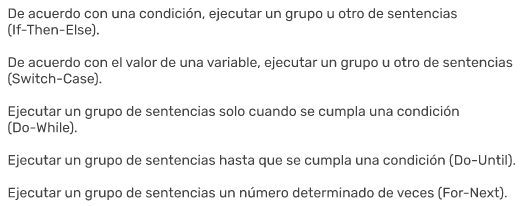 De acuerdo con una condición, ejecutar un grupo u otro de sentencias
(If-Then-Else).
De acuerdo con el valor de una variable, ejecutar un grupo u otro de sentencias
(Switch-Case).
Ejecutar un grupo de sentencias solo cuando se cumpla una condición
(Do-While).
Ejecutar un grupo de sentencias hasta que se cumpla una condición (Do-Until).
Ejecutar un grupo de sentencias un número determinado de veces (For-Next).